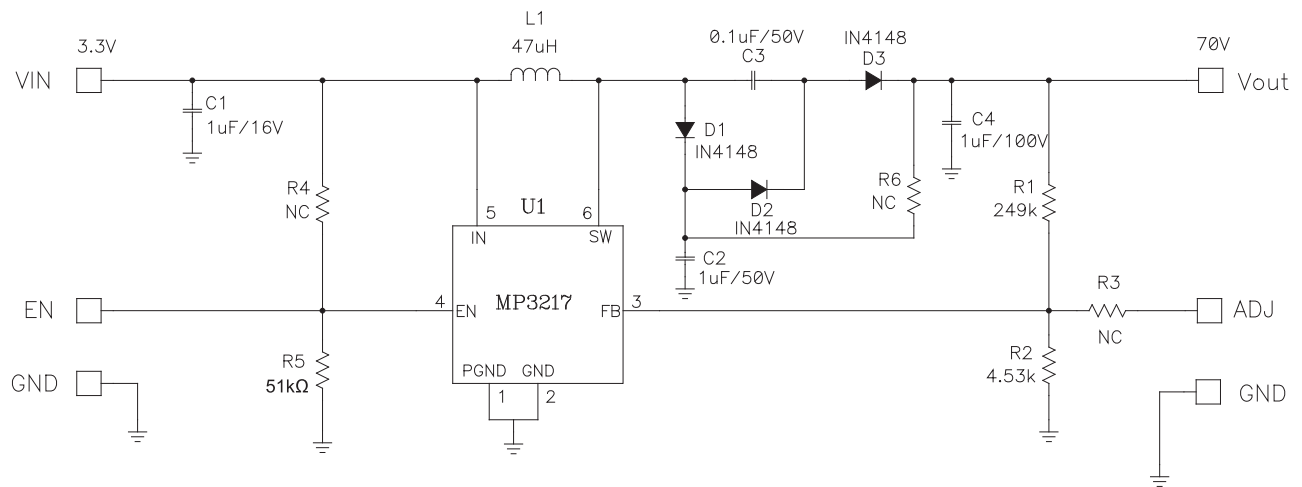 L1
47uH
3.3V
VIN
C1
1uF/16V
0.1uF/50V
C3
IN4148
D3
70V
Vout
D1
IN4148
C4
1uF/100V
R4
NC
U1
5
6
IN
SW
D2
IN4148
R6
NC
R1
249k
C2
1uF/50V
EN
4
EN
MP3217
FB
3
R3
NC
ADJ
R5
51kΩ
PGND
GND
1
2
R2
4.53k
GND
GND